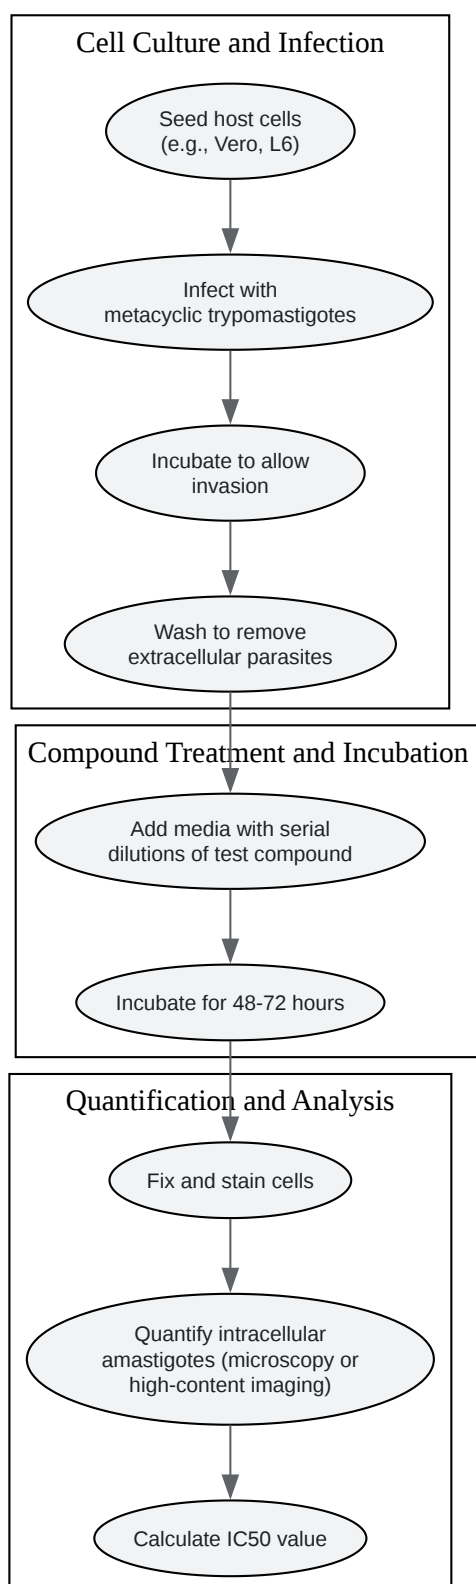 Cell Culture and Infection
Seed host cells
(e.g., Vero, L6)
Infect with
metacyclic trypomastigotes
Incubate to allow
invasion
Wash to remove
extracellular parasites
Compound Treatment and Incubation
Add media with serial
dilutions of test compound
Incubate for 48-72 hours
Quantification and Analysis
Fix and stain cells
Quantify intracellular
amastigotes (microscopy or
high-content imaging)
Calculate IC50 value